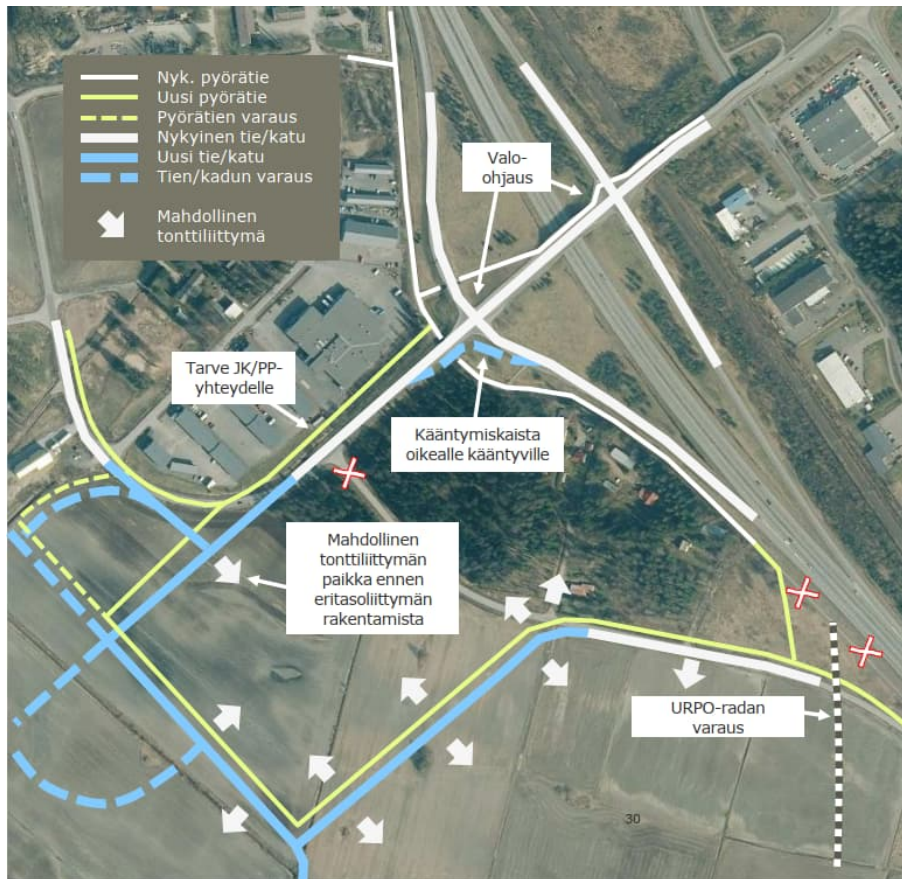 Nyk. pyörätie
Uusi pyörätie
Pyörätien varaus
Nykyinen tie/katu
Uusi tie/katu
Tien/kadun varaus
Mahdollinen
tonttiliittymä
Valo-
ohjaus
Tarve JK/PP-
yhteydelle
Kääntymiskaista
oikealle kääntyville
Mahdollinen
tonttiliittymän
paikka ennen
eritasoliittymän
rakentamista
URPO-radan
varaus
30